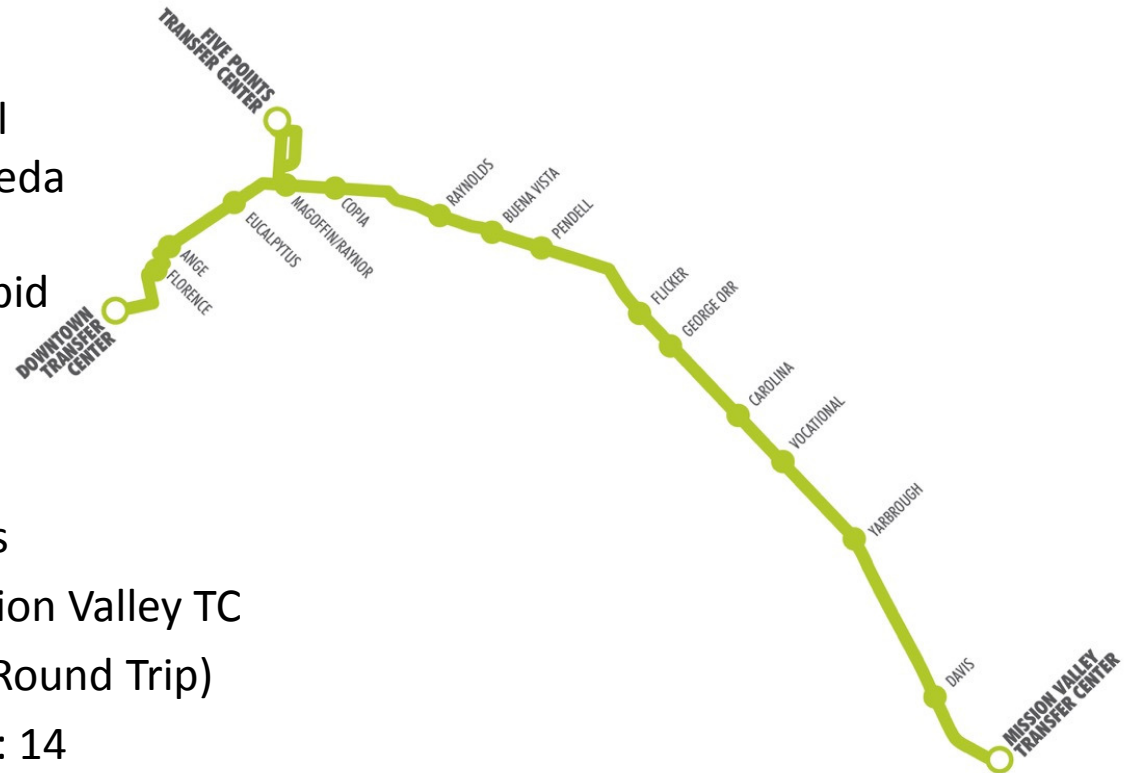 l
eda
pid
s
ion Valley TC
Round Trip)
: 14
FIVE POINTS
TRANSFER CENTER
DOWNTOWN
TRANSFER
CENTER
FLORENCE
ANGE
EUCALPYTUS
MAGOFFIN/RAYNOR
COPIA
RAYNOLDS
BUENA VISTA
PENDELL
FLICKER
GEORGE ORR
CAROLINA
VOCATIONAL
YARBROUGH
DAVIS
MISSION VALLEY
TRANSFER CENTER